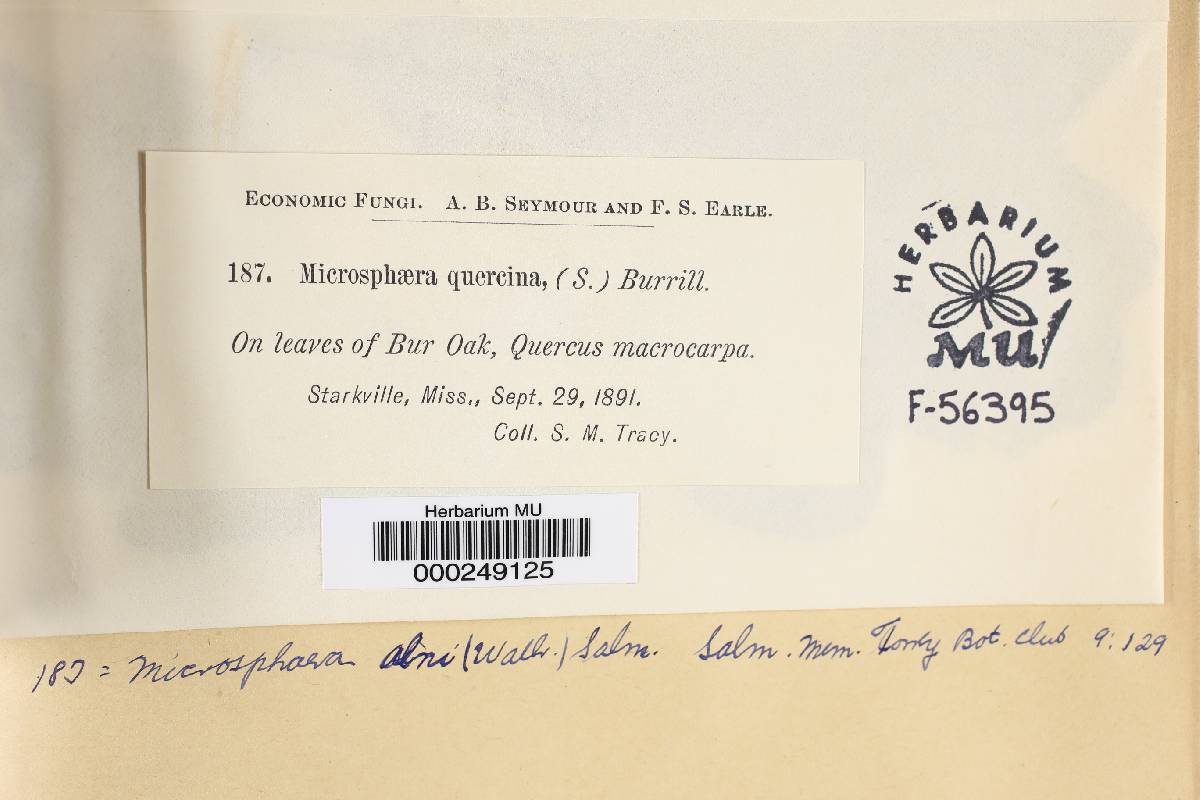 ECONOMIC FUNGI. A. B. SEYMOUR AND F. S. EARLE.
187. Microsphæra quercina, (S.) Burrill.
On leaves of Bur Oak, Quercus macrocarpa.
Starkville, Miss., Sept. 29, 1891.
Coll. S. M. Tracy.
HERBARIUM
MU
F-56395
Herbarium MU
000249125
187 = Microsphaera alni (Wallr.) Salm. Salm. Mem. Torrey Bot. Club 9: 129